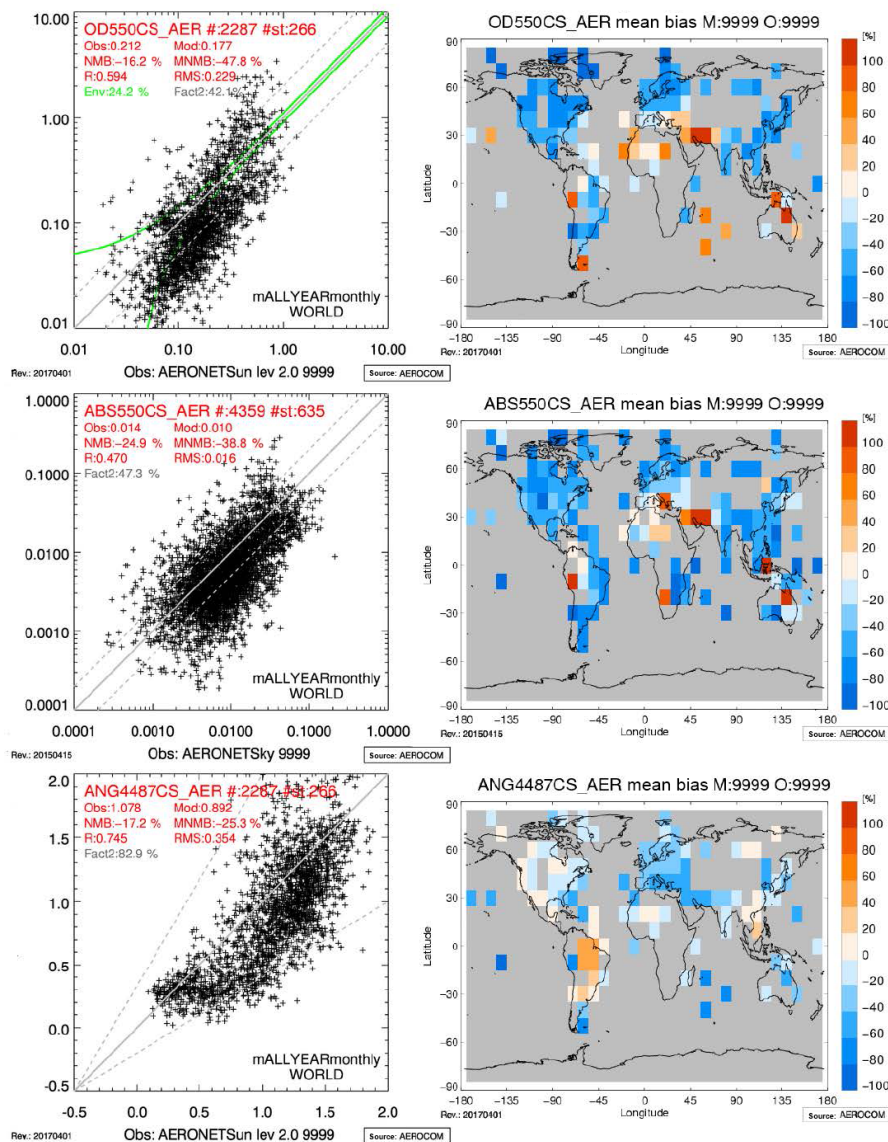 OD550CS_AER #:2287 #st:266
Obs:0.212 Mod:0.177
NMB:−16.2 % MNMB:−47.8 %
R:0.594 RMS:0.229
Env:24.2 % Fact2:42.1%
10.00
1.00
0.10
0.01
mALLYEARmonthly
WORLD
0.01 0.10 1.00 10.00
Rev.: 20170401 Obs: AERONETSun lev 2.0 9999 Source: AEROCOM
OD550CS_AER mean bias M:9999 O:9999
[%]
90
60
30
0
−30
−60
−90
Latitude
−180 −135 −90 −45 0 45 90 135 180
Longitude
Rev.: 20170401 Source: AEROCOM
100
80
60
40
20
0
−20
−40
−60
−80
−100
ABS550CS_AER #:4359 #st:635
Obs:0.014 Mod:0.010
NMB:−24.9 % MNMB:−38.8 %
R:0.470 RMS:0.016
Fact2:47.3 %
1.0000
0.1000
0.0100
0.0010
0.0001
mALLYEARmonthly
WORLD
0.0001 0.0010 0.0100 0.1000 1.0000
Rev.: 20150415 Obs: AERONETSky 9999 Source: AEROCOM
ABS550CS_AER mean bias M:9999 O:9999
[%]
90
60
30
0
−30
−60
−90
Latitude
−180 −135 −90 −45 0 45 90 135 180
Longitude
Rev.: 20150415 Source: AEROCOM
100
80
60
40
20
0
−20
−40
−60
−80
−100
ANG4487CS_AER #:2287 #st:266
Obs:1.078 Mod:0.892
NMB:−17.2 % MNMB:−25.3 %
R:0.745 RMS:0.354
Fact2:82.9 %
2.0
1.5
1.0
0.5
0.0
−0.5
mALLYEARmonthly
WORLD
−0.5 0.0 0.5 1.0 1.5 2.0
Rev.: 20170401 Obs: AERONETSun lev 2.0 9999 Source: AEROCOM
ANG4487CS_AER mean bias M:9999 O:9999
[%]
90
60
30
0
−30
−60
−90
Latitude
−180 −135 −90 −45 0 45 90 135 180
Longitude
Rev.: 20170401 Source: AEROCOM
100
80
60
40
20
0
−20
−40
−60
−80
−100